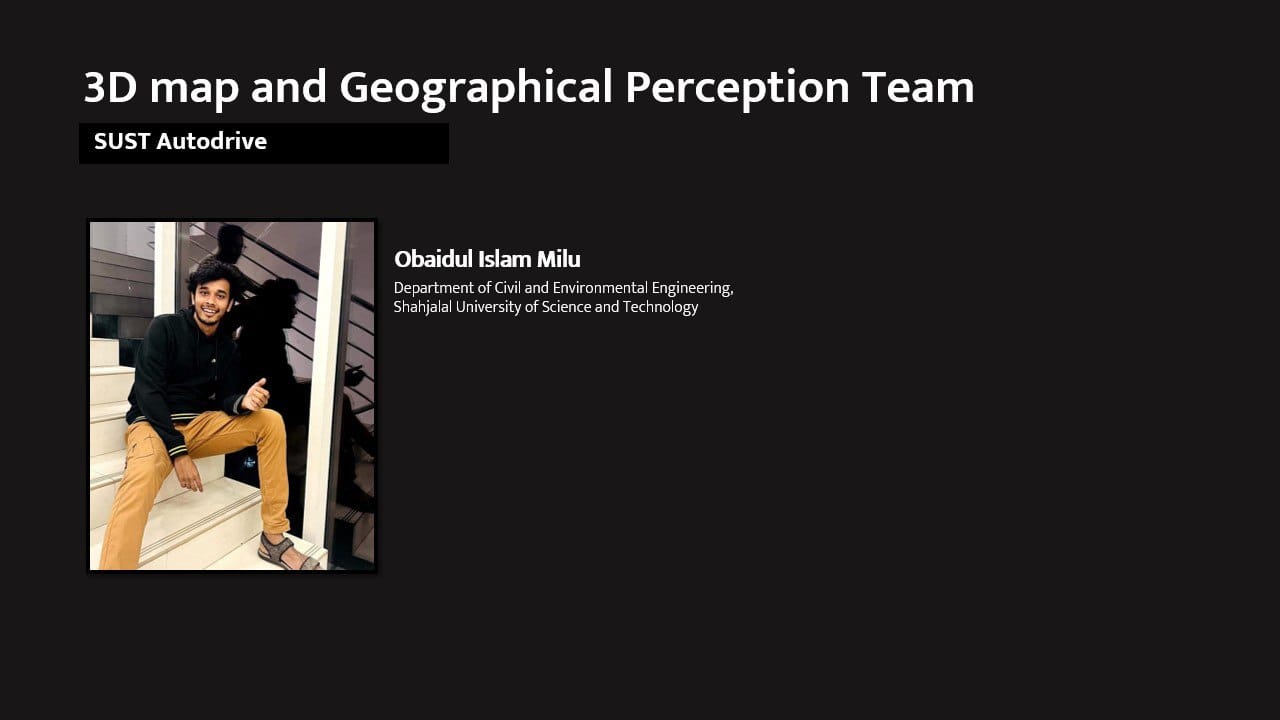 3D map and Geographical Perception Team
SUST Autodrive
Obaidul Islam Milu
Department of Civil and Environmental Engineering,
Shahjalal University of Science and Technology